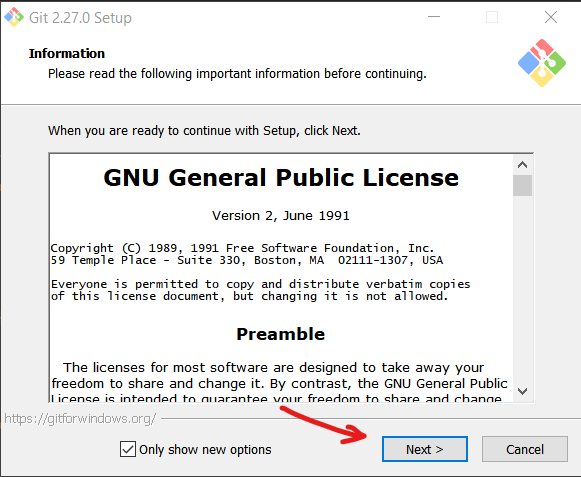 Git 2.27.0 Setup
Information
Please read the following important information before continuing.
When you are ready to continue with Setup, click Next.
GNU General Public License
Version 2, June 1991
Copyright (C) 1989, 1991 Free Software Foundation, Inc.
59 Temple Place - Suite 330, Boston, MA  02111-1307, USA
Everyone is permitted to copy and distribute verbatim copies
of this license document, but changing it is not allowed.
Preamble
The licenses for most software are designed to take away your
freedom to share and change it. By contrast, the GNU General Public
License is intended to guarantee your freedom to share and change
https://gitforwindows.org/
Only show new options
Next >
Cancel